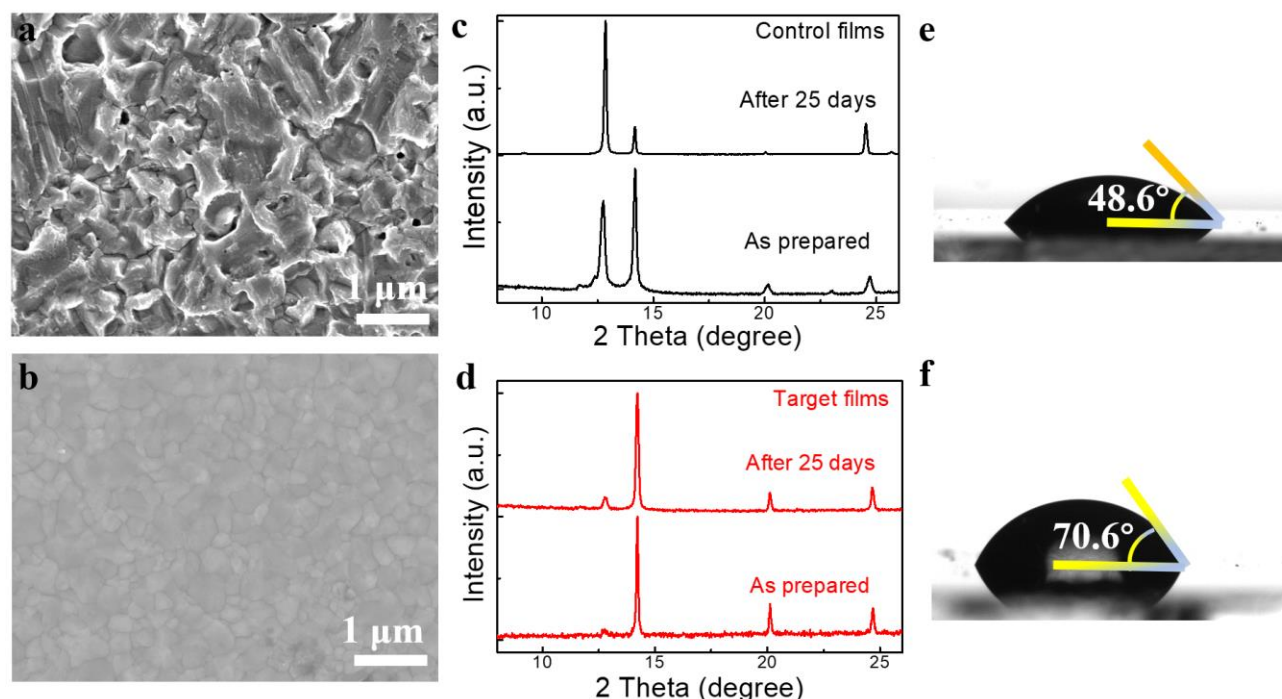 a
1 µm
b
1 µm
c
Control films
After 25 days
As prepared
Intensity (a.u.)
10 15 20 25
2 Theta (degree)
d
Target films
After 25 days
As prepared
Intensity (a.u.)
10 15 20 25
2 Theta (degree)
e
48.6°
f
70.6°